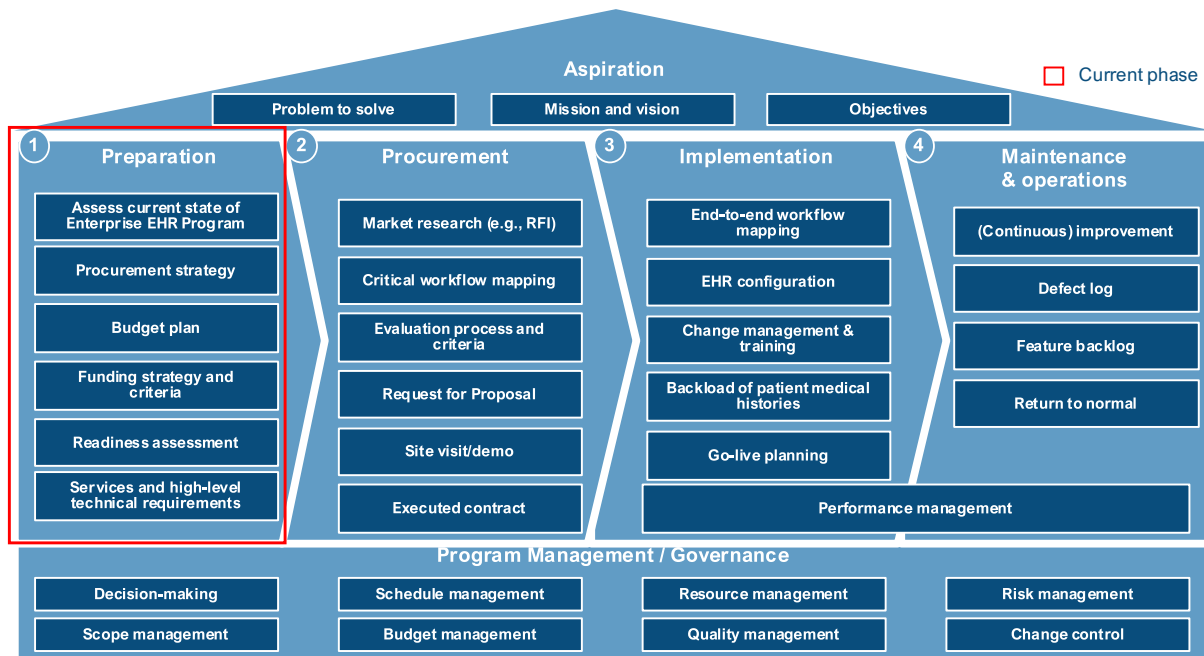 Aspiration
Current phase
Problem to solve
Mission and vision
Objectives
1
Preparation
Assess current state of
Enterprise EHR Program
Procurement strategy
Budget plan
Funding strategy and
criteria
Readiness assessment
Services and high-level
technical requirements
2
Procurement
Market research (e.g., RFI)
Critical workflow mapping
Evaluation process and
criteria
Request for Proposal
Site visit/demo
Executed contract
3
Implementation
End-to-end workflow
mapping
EHR configuration
Change management &
training
Backload of patient medical
histories
Go-live planning
4
Maintenance
& operations
(Continuous) improvement
Defect log
Feature backlog
Return to normal
Performance management
Program Management / Governance
Decision-making
Schedule management
Resource management
Risk management
Scope management
Budget management
Quality management
Change control